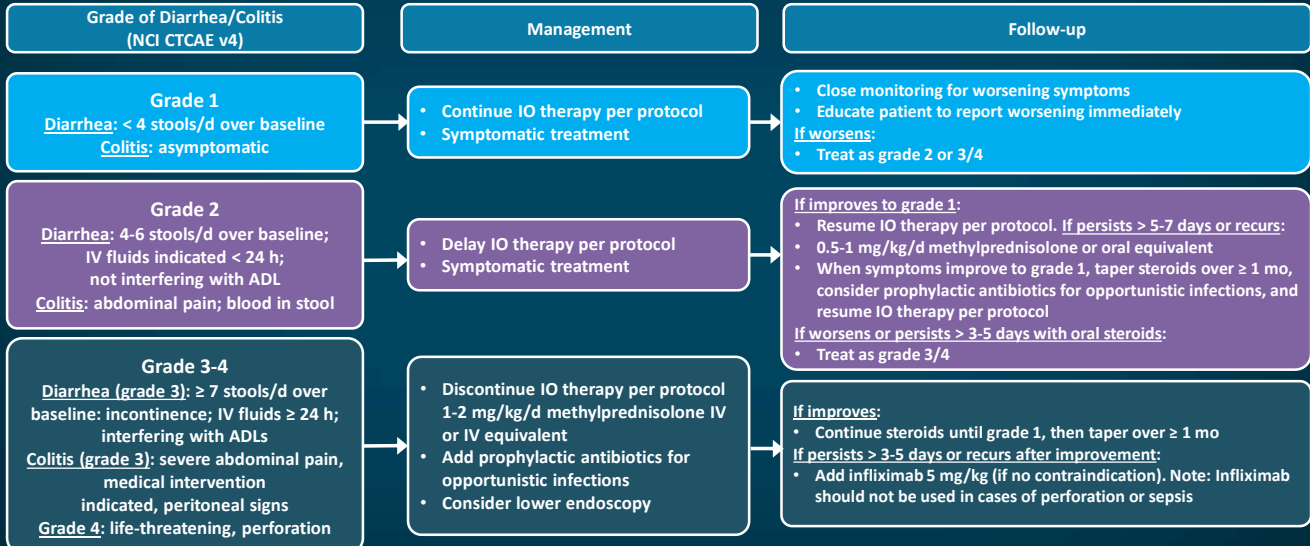 Grade of Diarrhea/Colitis
(NCI CTCAE v4)
Management
Follow-up
Grade 1
Diarrhea: < 4 stools/d over baseline
Colitis: asymptomatic
• Continue IO therapy per protocol
• Symptomatic treatment
• Close monitoring for worsening symptoms
• Educate patient to report worsening immediately
If worsens:
• Treat as grade 2 or 3/4
Grade 2
Diarrhea: 4-6 stools/d over baseline;
IV fluids indicated < 24 h;
not interfering with ADL
Colitis: abdominal pain; blood in stool
• Delay IO therapy per protocol
• Symptomatic treatment
If improves to grade 1:
• Resume IO therapy per protocol. If persists > 5-7 days or recurs:
• 0.5-1 mg/kg/d methylprednisolone or oral equivalent
• When symptoms improve to grade 1, taper steroids over ≥ 1 mo,
consider prophylactic antibiotics for opportunistic infections, and
resume IO therapy per protocol
If worsens or persists > 3-5 days with oral steroids:
• Treat as grade 3/4
Grade 3-4
Diarrhea (grade 3): ≥ 7 stools/d over
baseline: incontinence; IV fluids ≥ 24 h;
interfering with ADLs
Colitis (grade 3): severe abdominal pain,
medical intervention
indicated, peritoneal signs
Grade 4: life-threatening, perforation
• Discontinue IO therapy per protocol
1-2 mg/kg/d methylprednisolone IV
or IV equivalent
• Add prophylactic antibiotics for
opportunistic infections
• Consider lower endoscopy
If improves:
• Continue steroids until grade 1, then taper over ≥ 1 mo
If persists > 3-5 days or recurs after improvement:
• Add infliximab 5 mg/kg (if no contraindication). Note: Infliximab
should not be used in cases of perforation or sepsis